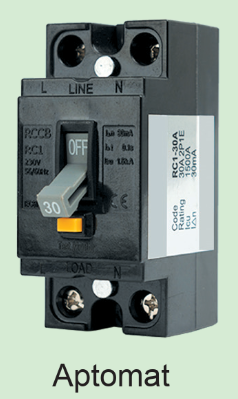 L LINE N
RCCB
RC1
230V
50/60Hz
OFF
30
LOAD N
RC1-30A
30A 2P1E
1500A
30mA
Code
Rating
Icu
IΔn
Aptomat